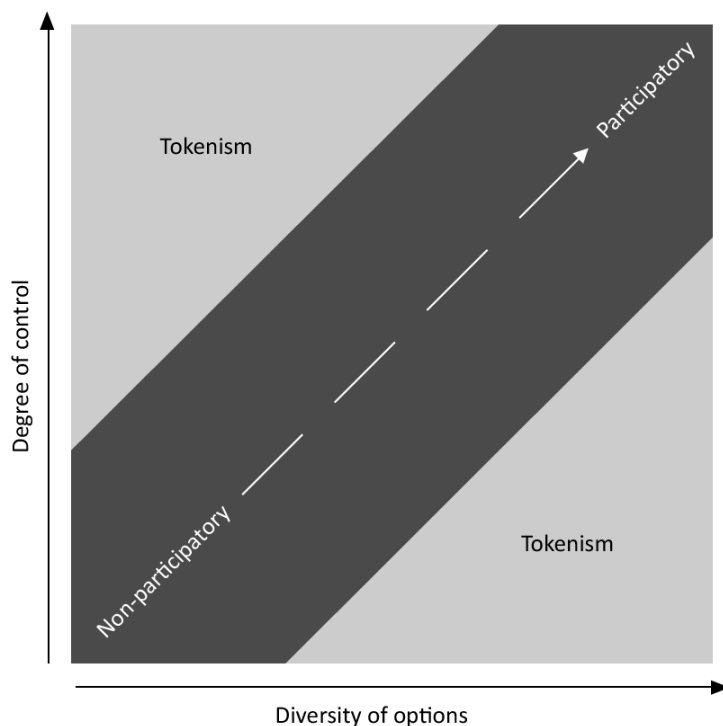 Participatory
Tokenism
Degree of control
Non-participatory
Tokenism
Diversity of options